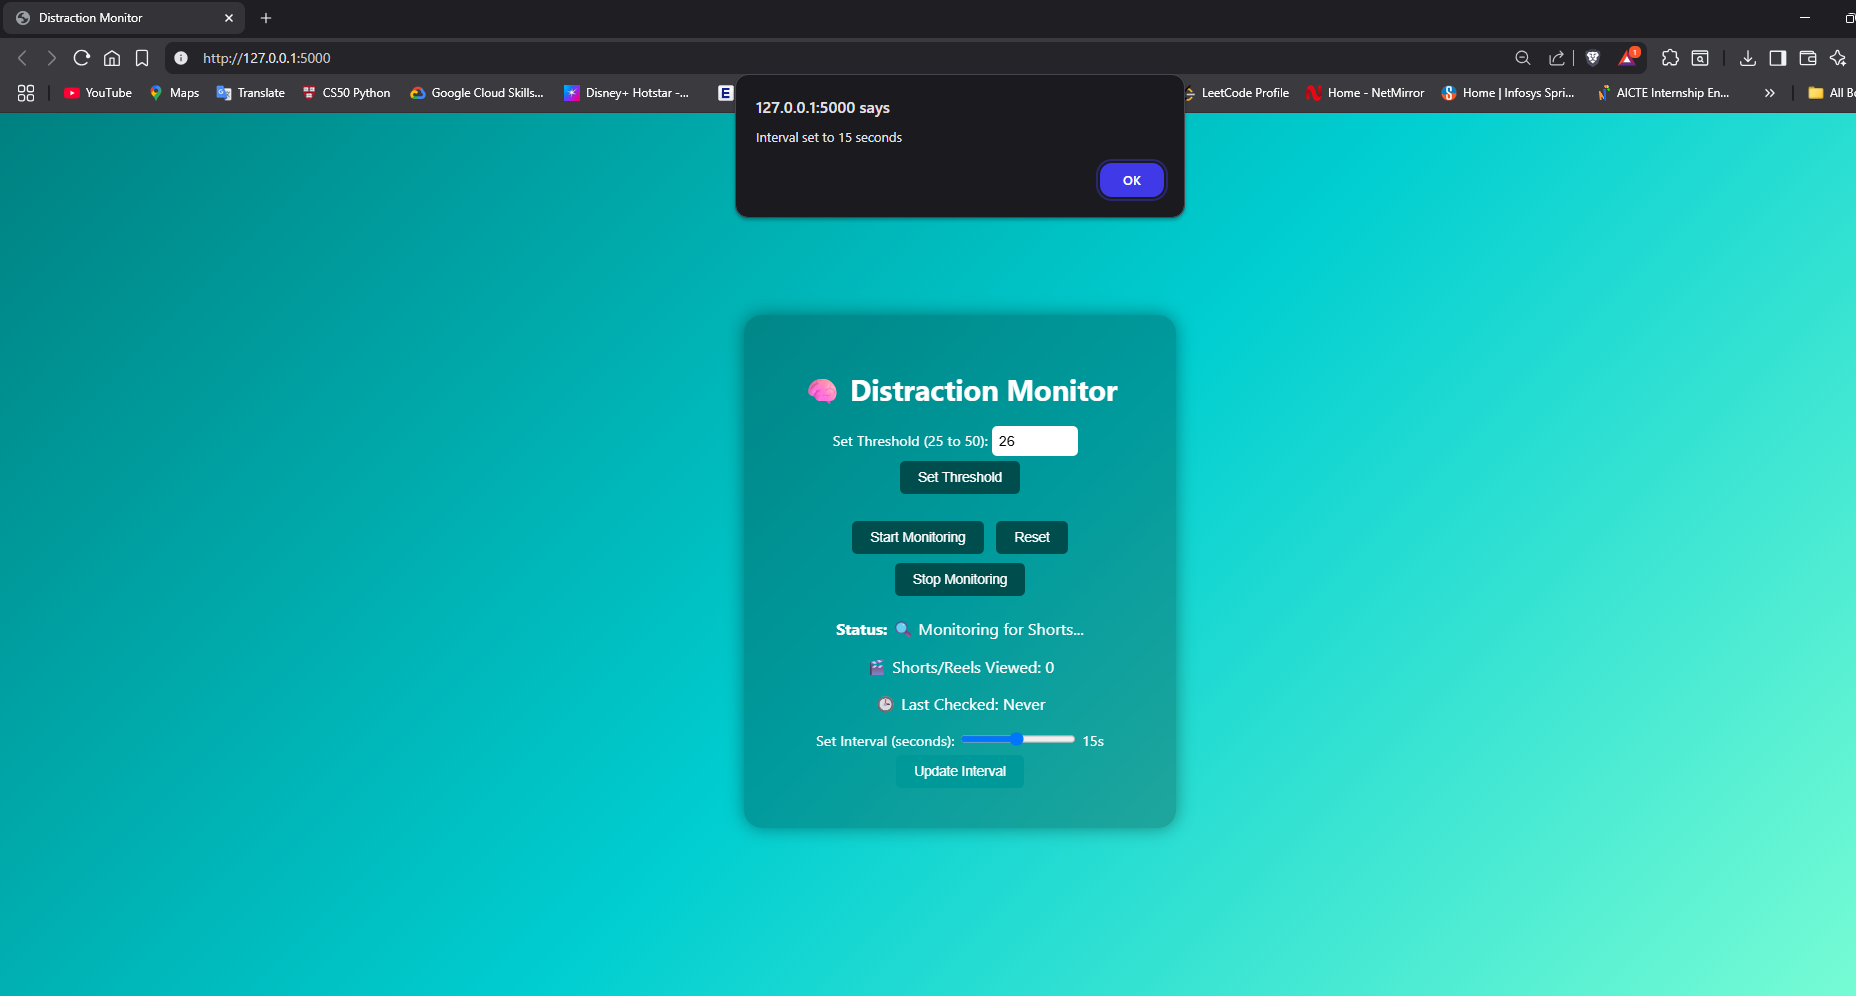 Distraction Monitor
http://127.0.0.1:5000
1
YouTube
Maps
Translate
CS50 Python
Google Cloud Skills...
Disney+ Hotstar -...
E
LeetCode Profile
Home - NetMirror
Home | Infosys Spri...
AICTE Internship En...
All
127.0.0.1:5000 says
Interval set to 15 seconds
OK
Distraction Monitor
Set Threshold (25 to 50): 26
Set Threshold
Start Monitoring Reset
Stop Monitoring
Status: Monitoring for Shorts...
Shorts/Reels Viewed: 0
Last Checked: Never
Set Interval (seconds): 15s
Update Interval